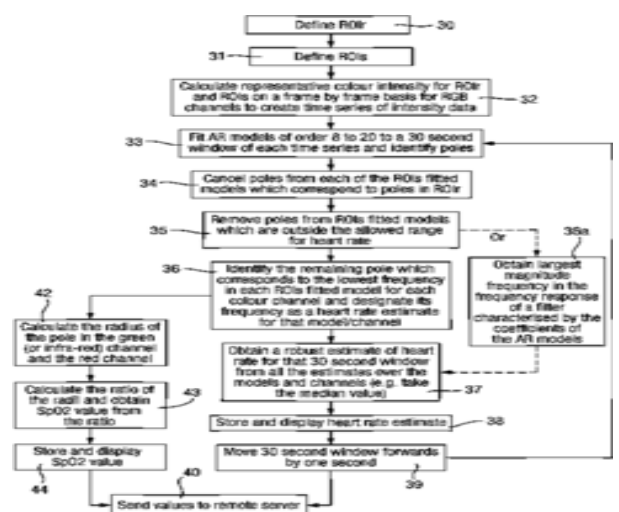 Define ROIr
30
31
Define ROIs
Calculate representative colour intensity for ROIr
and ROIs on a frame by frame basis for RGB
channels to create time series of intensity data
32
33
Fit AR models of order 8 to 20 to a 30 second
window of each time series and identify poles
34
Cancel poles from each of the ROIs fitted
models which correspond to poles in ROIr
35
Remove poles from ROIs fitted models
which are outside the allowed range
for heart rate
Or
36a
Obtain largest
magnitude
frequency in the
frequency response
of a filter
characterised by the
coefficients of
the AR models
36
Identify the remaining pole which
corresponds to the lowest frequency
in each ROIs fitted model for each
colour channel and designate its
frequency as a heart rate estimate
for that model/channel
42
Calculate the radius of
the pole in the green
(or infra-red) channel
and the red channel
Obtain a robust estimate of heart
rate for that 30 second window
from all the estimates over the
models and channels (e.g. take
the median value)
37
Calculate the ratio of
the radii and obtain
SpO2 value from
the ratio
43
Store and display heart rate estimate
38
Store and display
SpO2 value
44
Move 30 second window forwards
by one second
39
40
Send values to remote server